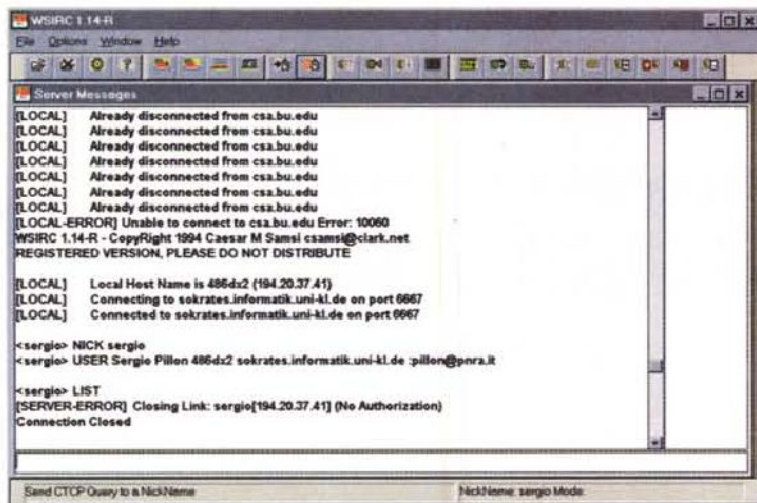 WSIRC 1.14-R
File Options Window Help
Server Messages
[LOCAL] Already disconnected from csa.bu.edu
[LOCAL] Already disconnected from csa.bu.edu
[LOCAL] Already disconnected from csa.bu.edu
[LOCAL] Already disconnected from csa.bu.edu
[LOCAL] Already disconnected from csa.bu.edu
[LOCAL] Already disconnected from csa.bu.edu
[LOCAL] Already disconnected from csa.bu.edu
[LOCAL-ERROR] Unable to connect to csa.bu.edu Error: 10060
WSIRC 1.14-R - CopyRight 1994 Caesar M Samsi csamsi@clark.net
REGISTERED VERSION, PLEASE DO NOT DISTRIBUTE
[LOCAL] Local Host Name is 486dx2 (194.20.37.41)
[LOCAL] Connecting to sokrates.informatik.uni-kl.de on port 6667
[LOCAL] Connected to sokrates.informatik.uni-kl.de on port 6667
<sergio> NICK sergio
<sergio> USER Sergio Pillon 486dx2 sokrates.informatik.uni-kl.de :pillon@pnra.it
<sergio> LIST
[SERVER-ERROR] Closing Link: sergio[194.20.37.41] (No Authorization)
Connection Closed
Send CTCP Query to a NickName
NickName: sergio Mode: